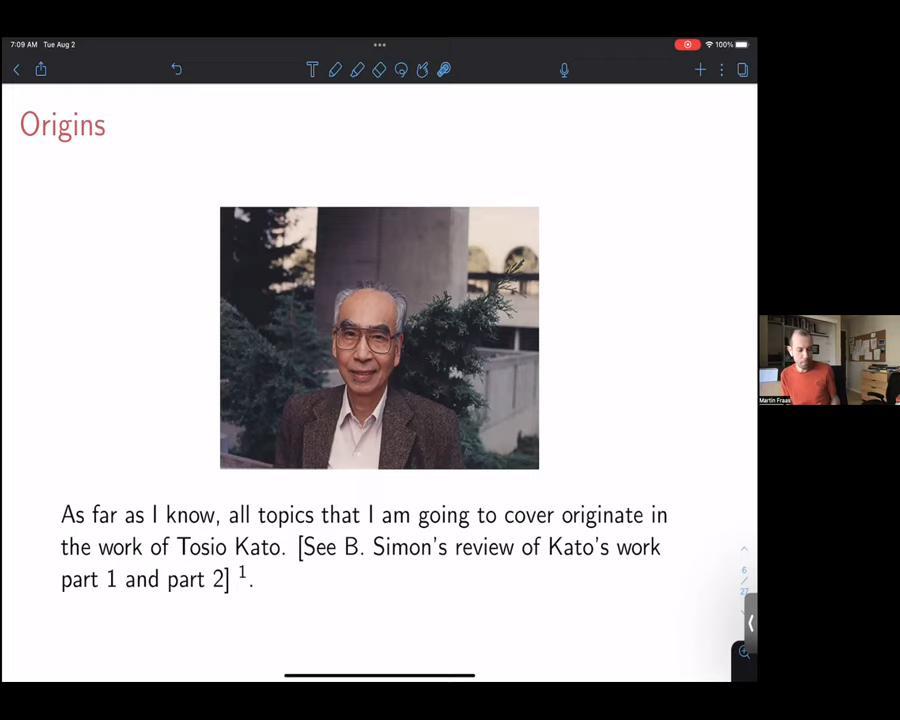 7:09 AM Tue Aug 2
100%
Origins
As far as I know, all topics that I am going to cover originate in
the work of Tosio Kato. [See B. Simon's review of Kato's work
part 1 and part 2] 1.
6
/
27
Martin Fraas